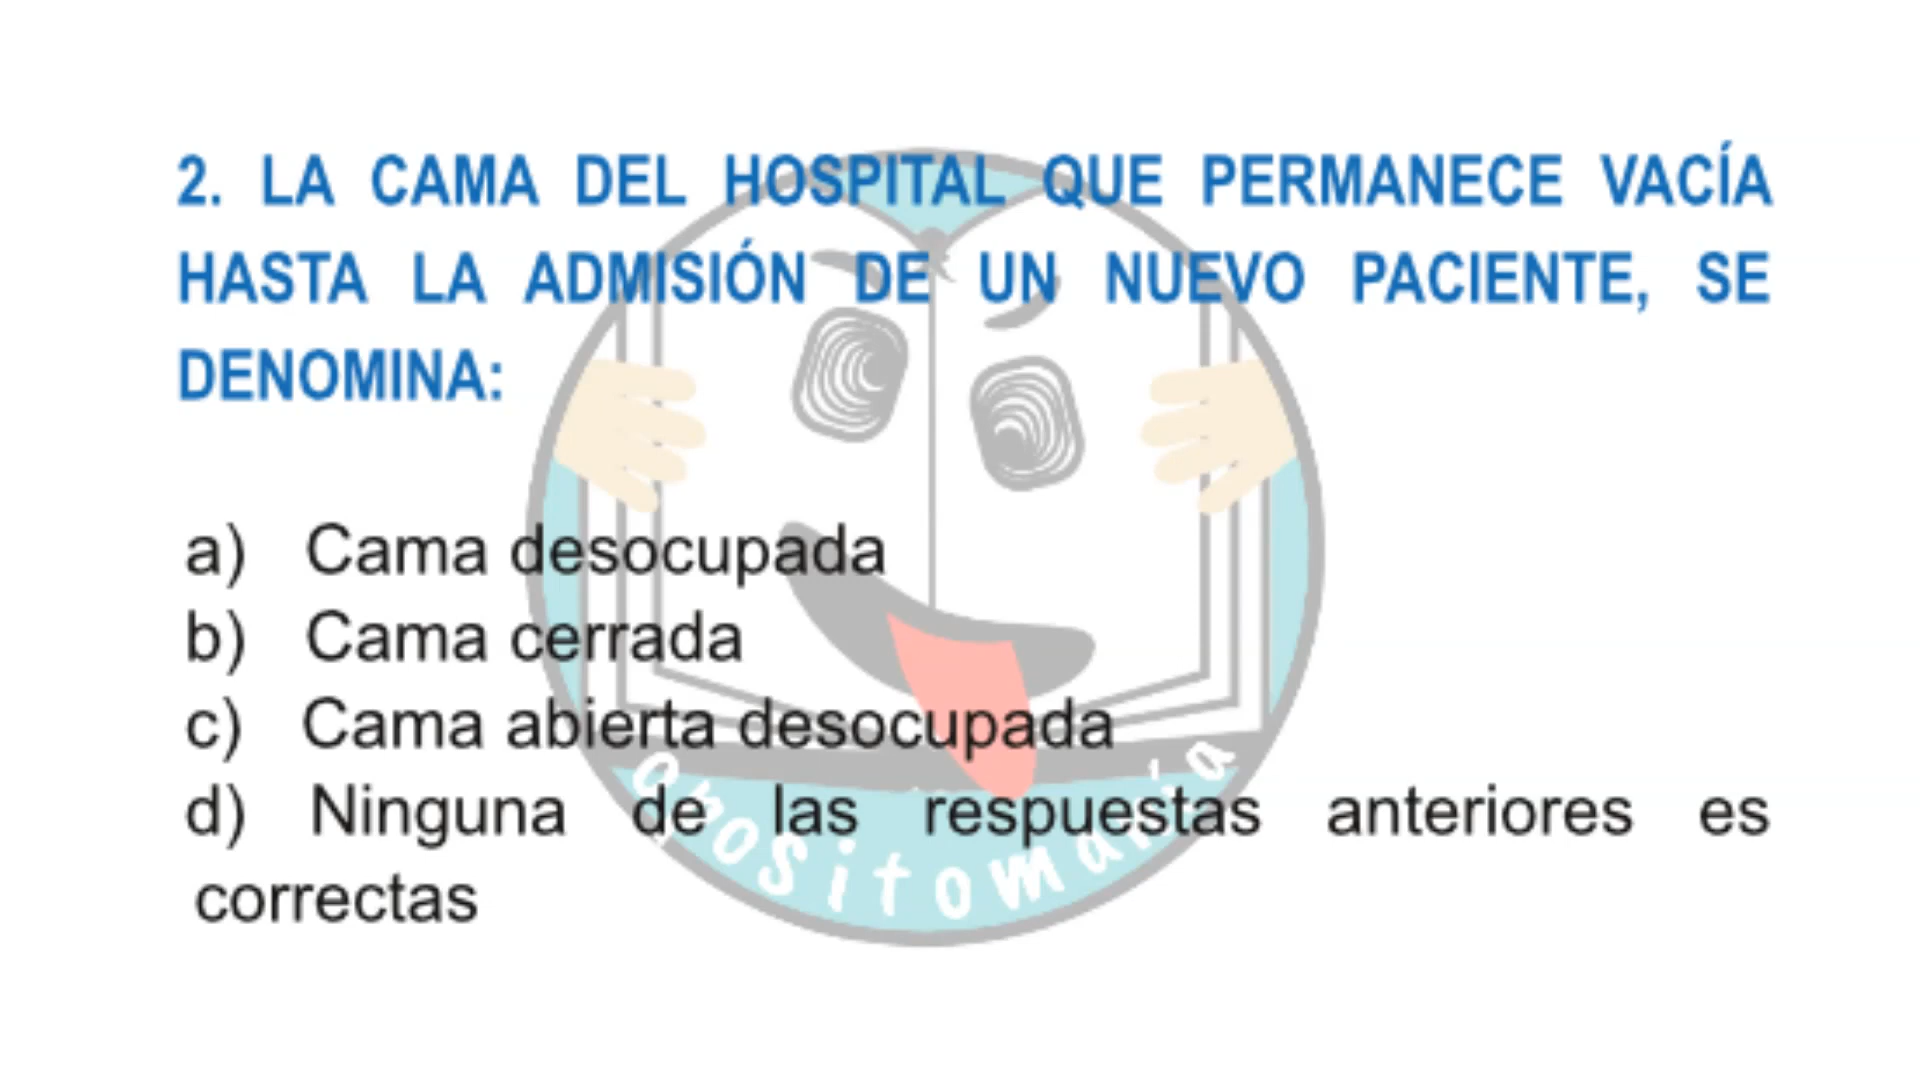 2. LA CAMA DEL HOSPITAL QUE PERMANECE VACÍA
HASTA LA ADMISIÓN DE UN NUEVO PACIENTE, SE
DENOMINA:
a) Cama desocupada
b) Cama cerrada
c) Cama abierta desocupada
d) Ninguna de las respuestas anteriores es
correctas
opositomanía